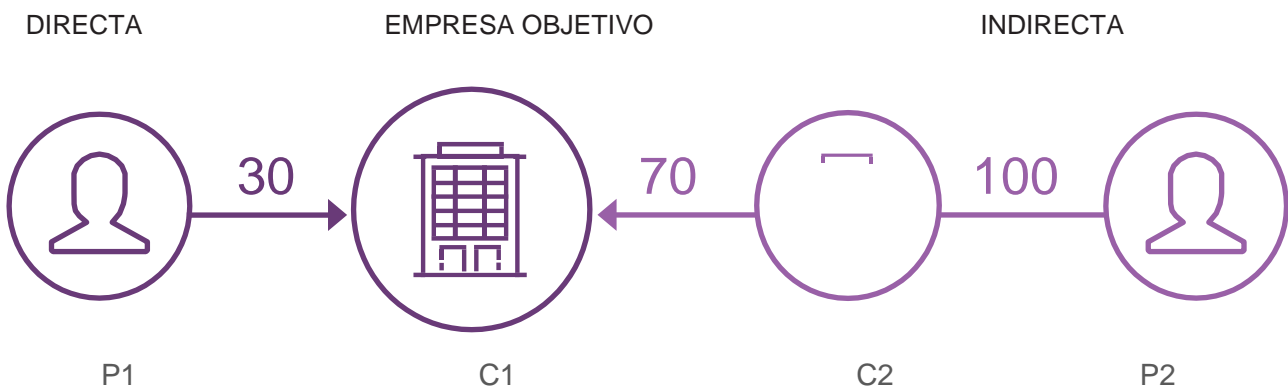 DIRECTA EMPRESA OBJETIVO INDIRECTA
30 70 100
P1 C1 C2 P2